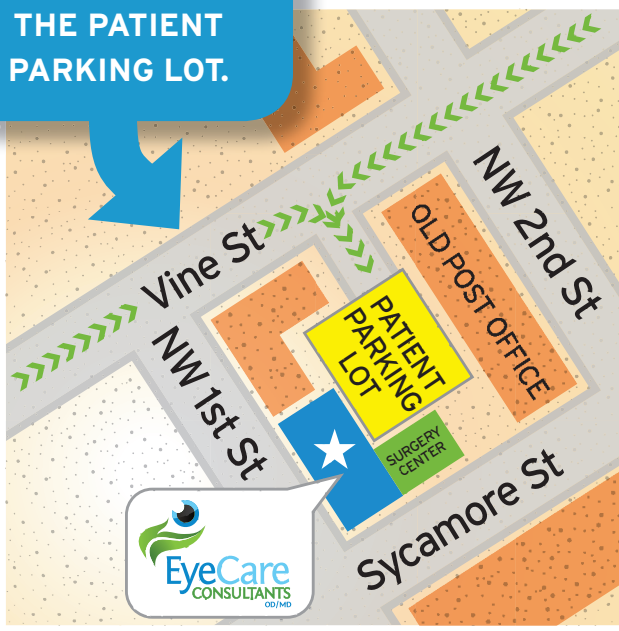 THE PATIENT
PARKING LOT.
NW 2nd St
OLD POST OFFICE
Vine St
PATIENT
PARKING
LOT
NW 1st St
SURGERY
CENTER
Sycamore St
EyeCare
CONSULTANTS
OD/MD